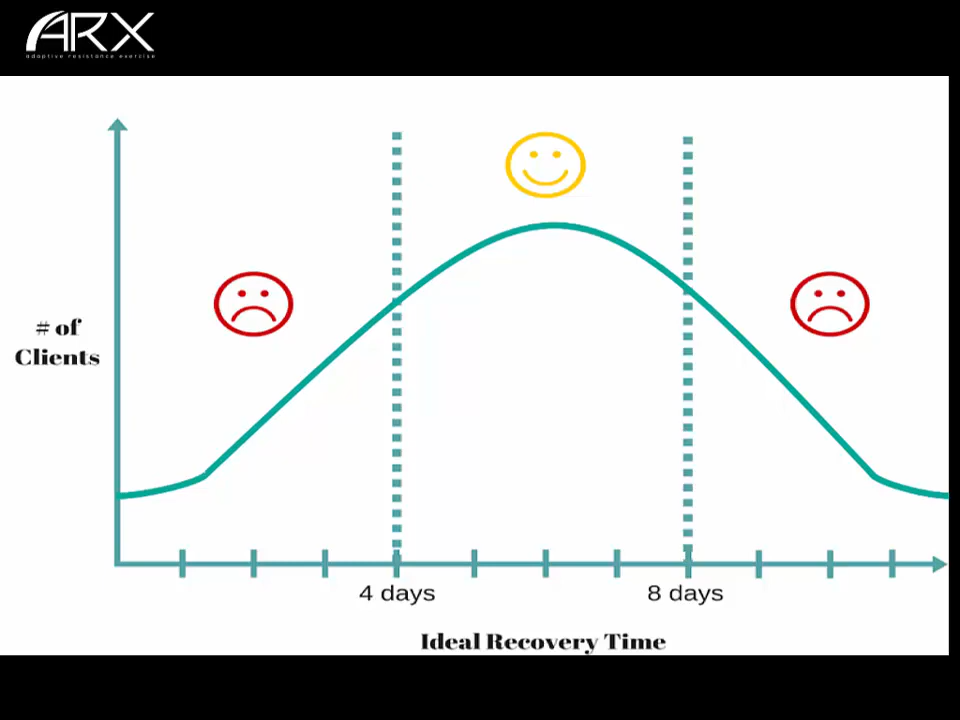 ARX
adaptive resistance exercise
# of
Clients
4 days
8 days
Ideal Recovery Time